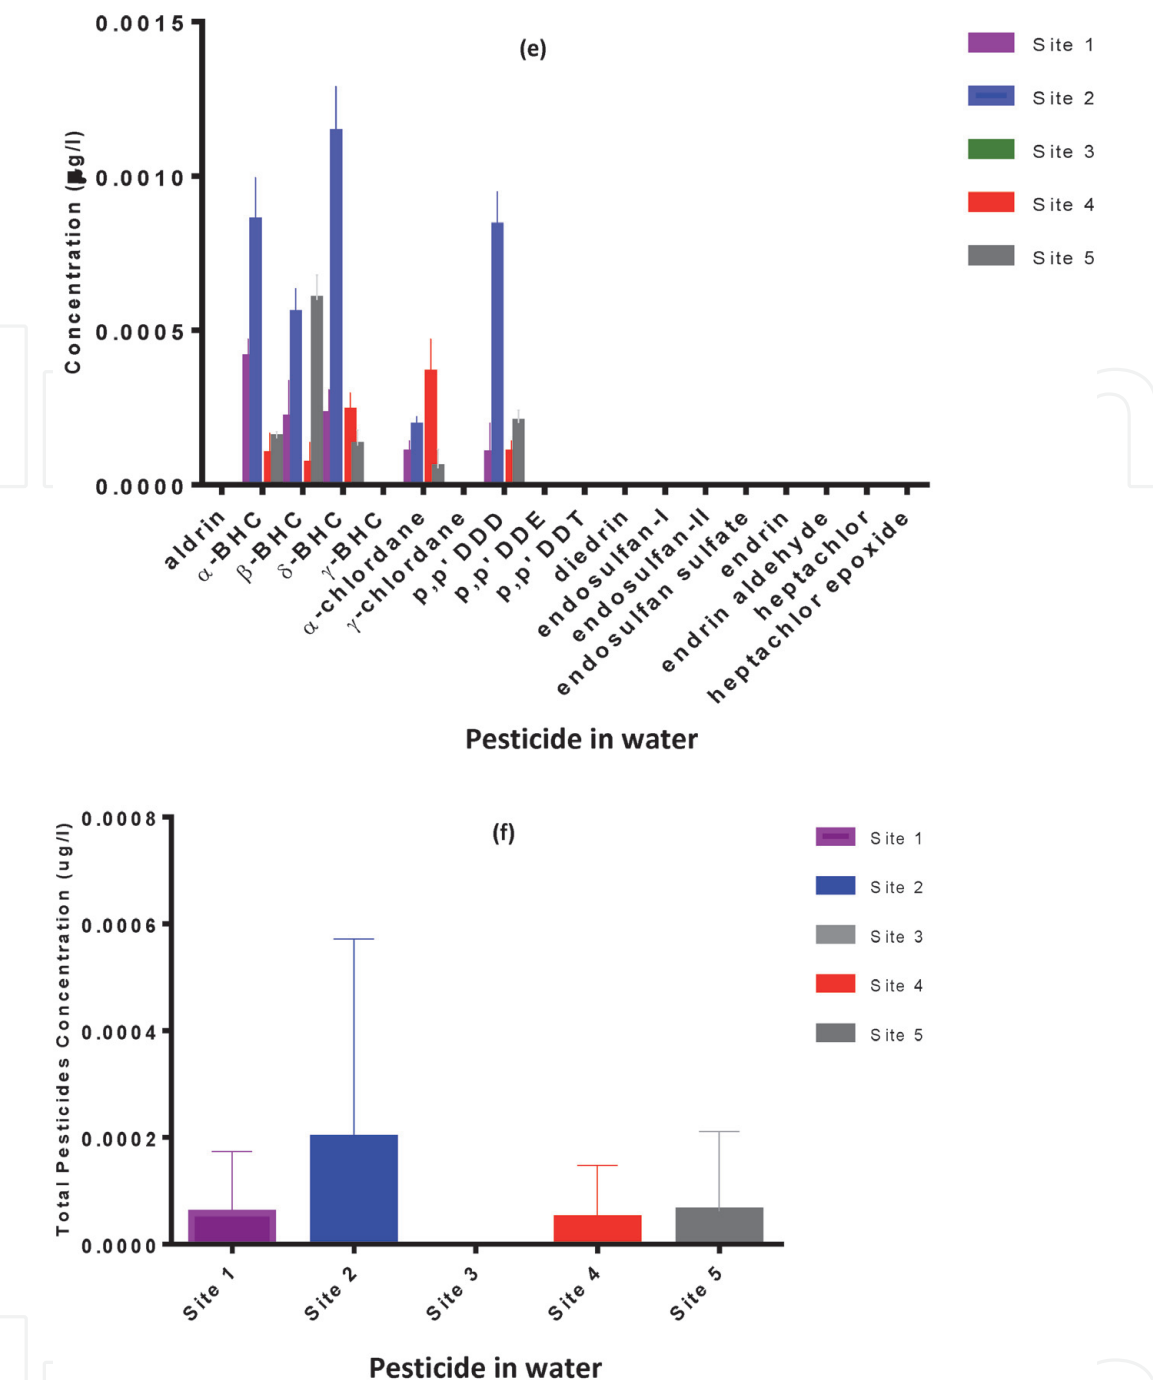 (e)
0.0015
0.0010
0.0005
0.0000
Concentration (µg/l)
Site 1
Site 2
Site 3
Site 4
Site 5
aldrin
α-BHC
β-BHC
δ-BHC
γ-BHC
α-chlordane
γ-chlordane
p,p' DDD
p,p' DDE
p,p' DDT
diedrin
endosulfan-I
endosulfan-II
endosulfan sulfate
endrin
endrin aldehyde
heptachlor
heptachlor epoxide
Pesticide in water
(f)
0.0008
0.0006
0.0004
0.0002
0.0000
Total Pesticides Concentration (ug/l)
Site 1
Site 2
Site 3
Site 4
Site 5
Site 1
Site 2
Site 3
Site 4
Site 5
Pesticide in water